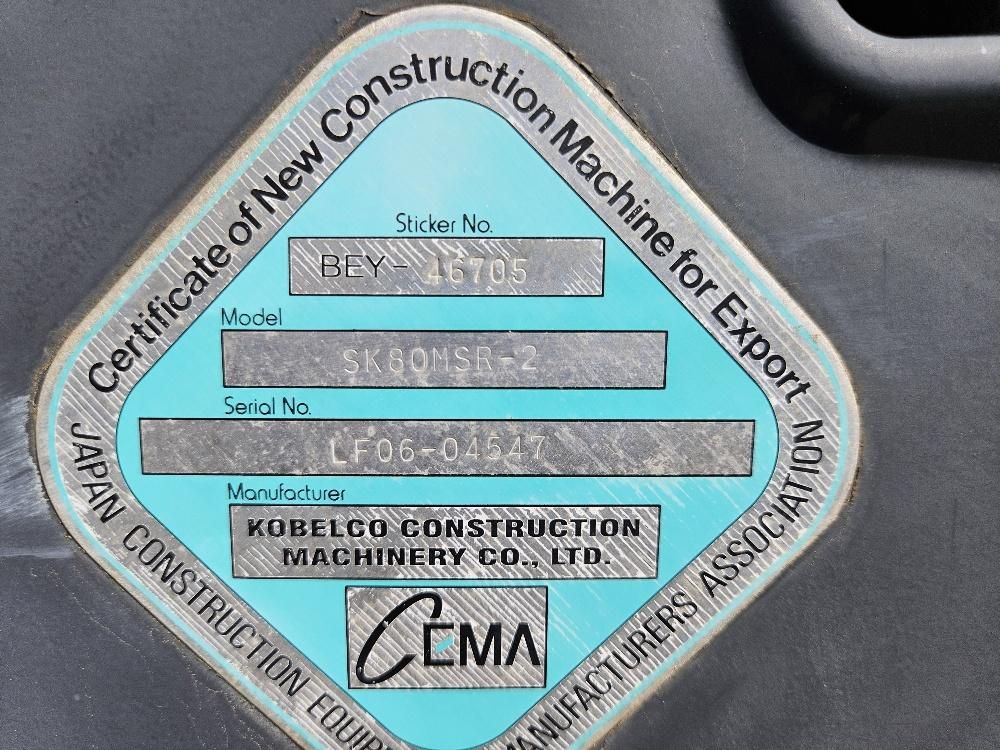 Certificate of New Construction Machine for Export
Sticker No.
BEY-46705
Model
SK80MSR-2
Serial No.
LF06-04547
Manufacturer
KOBELCO CONSTRUCTION
MACHINERY CO., LTD.
CEMA
JAPAN CONSTRUCTION MANUFACTURERS ASSOCIATION